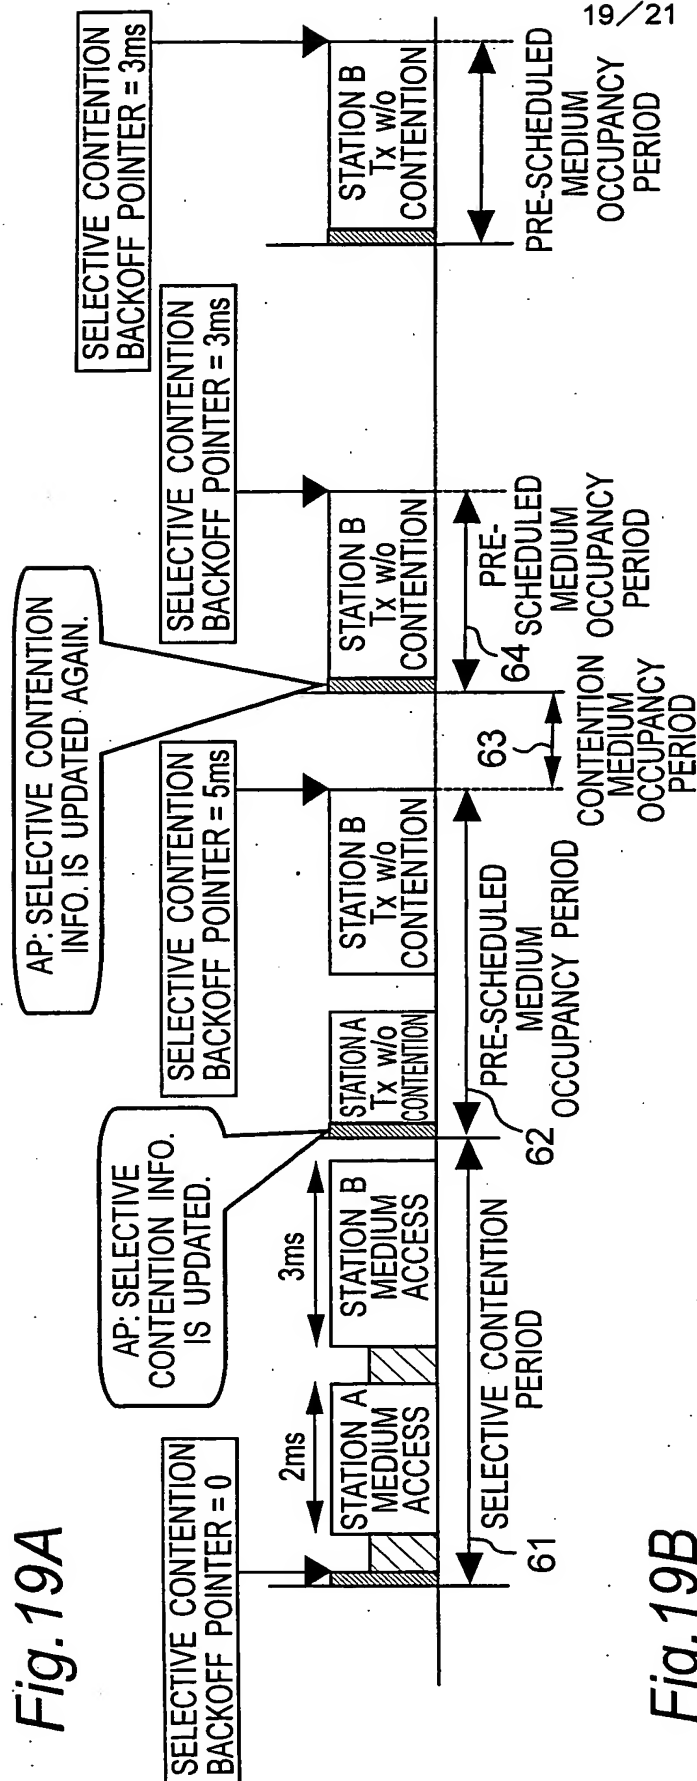 19/21
Fig.19A
SELECTIVE CONTENTION
BACKOFF POINTER = 0
AP: SELECTIVE
CONTENTION INFO.
IS UPDATED.
SELECTIVE CONTENTION
BACKOFF POINTER = 5ms
AP: SELECTIVE CONTENTION
INFO. IS UPDATED AGAIN.
SELECTIVE CONTENTION
BACKOFF POINTER = 3ms
SELECTIVE CONTENTION
BACKOFF POINTER = 3ms
2ms
3ms
STATION A
MEDIUM
ACCESS
STATION B
MEDIUM
ACCESS
STATION A
Tx w/o
CONTENTION
STATION B
Tx w/o
CONTENTION
STATION B
Tx w/o
CONTENTION
STATION B
Tx w/o
CONTENTION
61
SELECTIVE CONTENTION
PERIOD
62
PRE-SCHEDULED
MEDIUM
OCCUPANCY PERIOD
63
CONTENTION
MEDIUM
OCCUPANCY
PERIOD
64
PRE-
SCHEDULED
MEDIUM
OCCUPANCY
PERIOD
PRE-SCHEDULED
MEDIUM
OCCUPANCY
PERIOD
Fig.19B